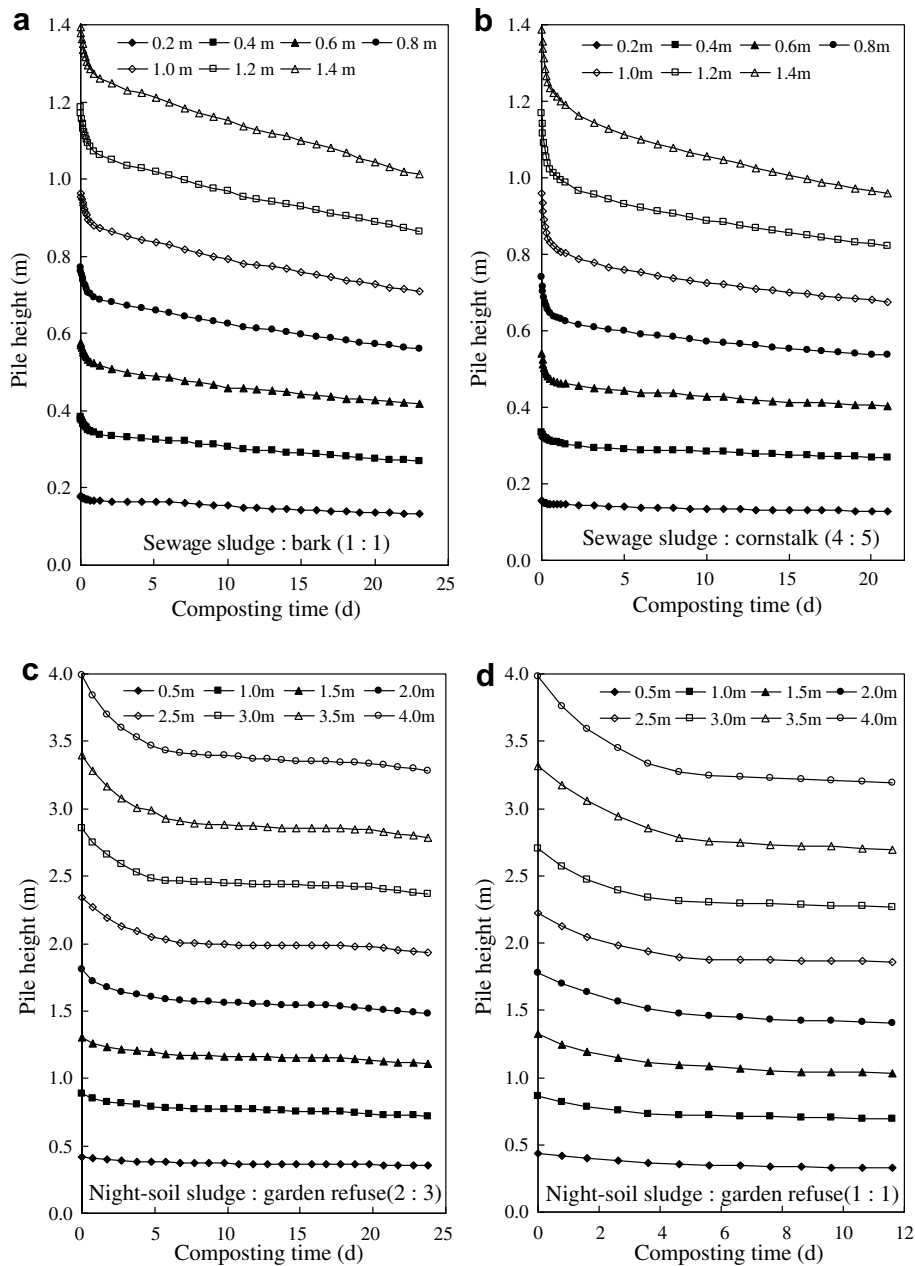 a
1.4
0.2 m 0.4 m 0.6 m 0.8 m
1.0 m 1.2 m 1.4 m
1.2
1.0
0.8
0.6
0.4
0.2
0.0
Pile height (m)
Sewage sludge : bark (1 : 1)
0 5 10 15 20 25
Composting time (d)
b
1.4
0.2m 0.4m 0.6m 0.8m
1.0m 1.2m 1.4m
1.2
1.0
0.8
0.6
0.4
0.2
0.0
Pile height (m)
Sewage sludge : cornstalk (4 : 5)
0 5 10 15 20
Composting time (d)
c
4.0
0.5m 1.0m 1.5m 2.0m
2.5m 3.0m 3.5m 4.0m
3.5
3.0
2.5
2.0
1.5
1.0
0.5
0.0
Pile height (m)
Night-soil sludge : garden refuse(2 : 3)
0 5 10 15 20 25
Composting time (d)
d
4.0
0.5m 1.0m 1.5m 2.0m
2.5m 3.0m 3.5m 4.0m
3.5
3.0
2.5
2.0
1.5
1.0
0.5
0.0
Pile height (m)
Night-soil sludge : garden refuse(1 : 1)
0 2 4 6 8 10 12
Composting time (d)